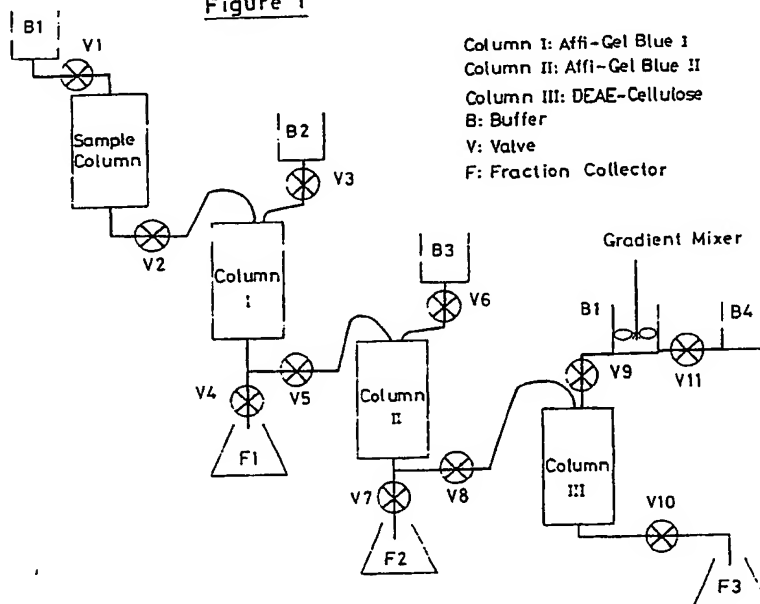 Figure 1
B1
V1
Column I: Affi-Gel Blue I
Column II: Affi-Gel Blue II
Column III: DEAE-Cellulose
B: Buffer
V: Valve
F: Fraction Collector
Sample
Column
B2
V3
V2
Gradient Mixer
Column
I
B3
V6
B1
B4
V9
V11
V4
V5
Column
II
F1
Column
III
V7
V8
V10
F2
F3